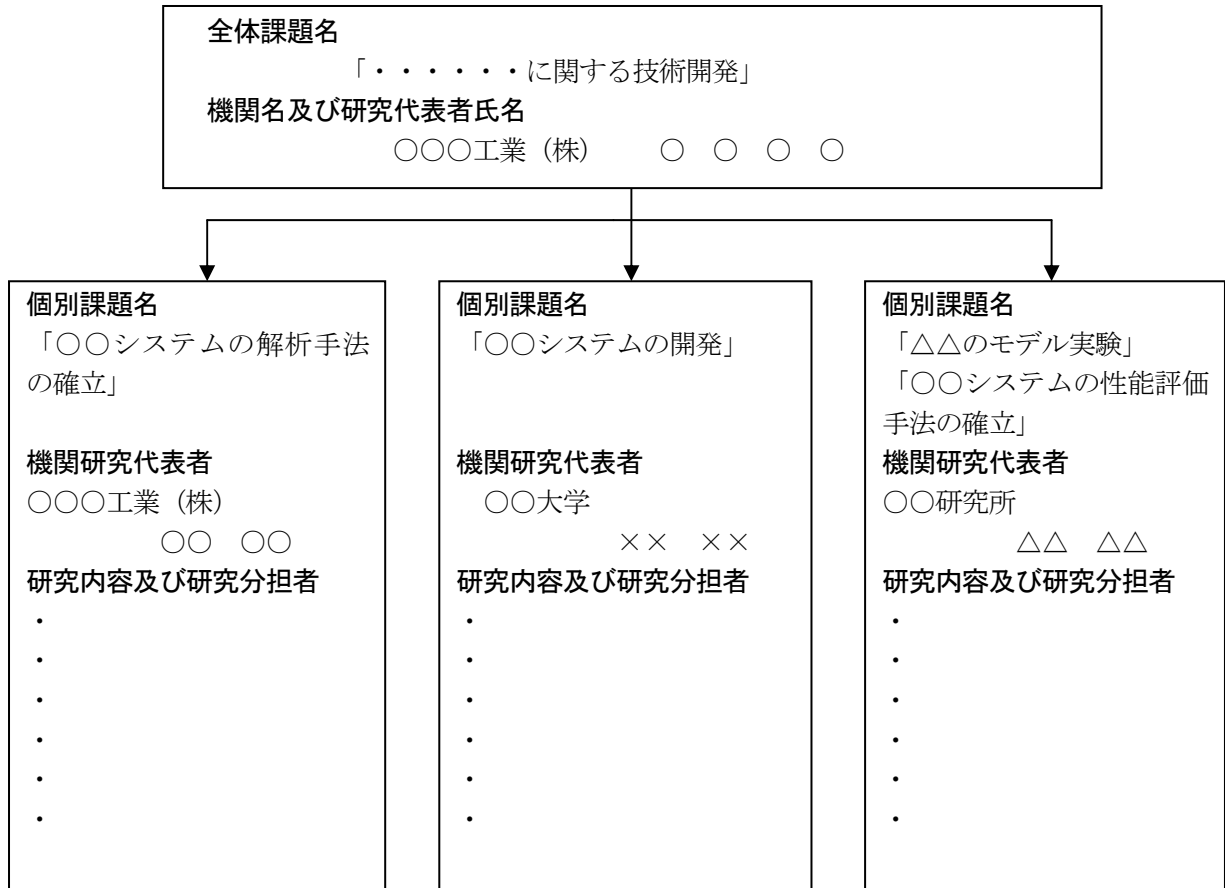 全体課題名
「・・・・・・に関する技術開発」
機関名及び研究代表者氏名
○○○工業（株）　　○　○　○　○
個別課題名
「○○システムの解析手法
の確立」
機関研究代表者
○○○工業（株）
○○　○○
研究内容及び研究分担者
・
・
・
・
・
・
個別課題名
「○○システムの開発」
機関研究代表者
○○大学
××　××
研究内容及び研究分担者
・
・
・
・
・
・
個別課題名
「△△のモデル実験」
「○○システムの性能評価
手法の確立」
機関研究代表者
○○研究所
△△　△△
研究内容及び研究分担者
・
・
・
・
・
・